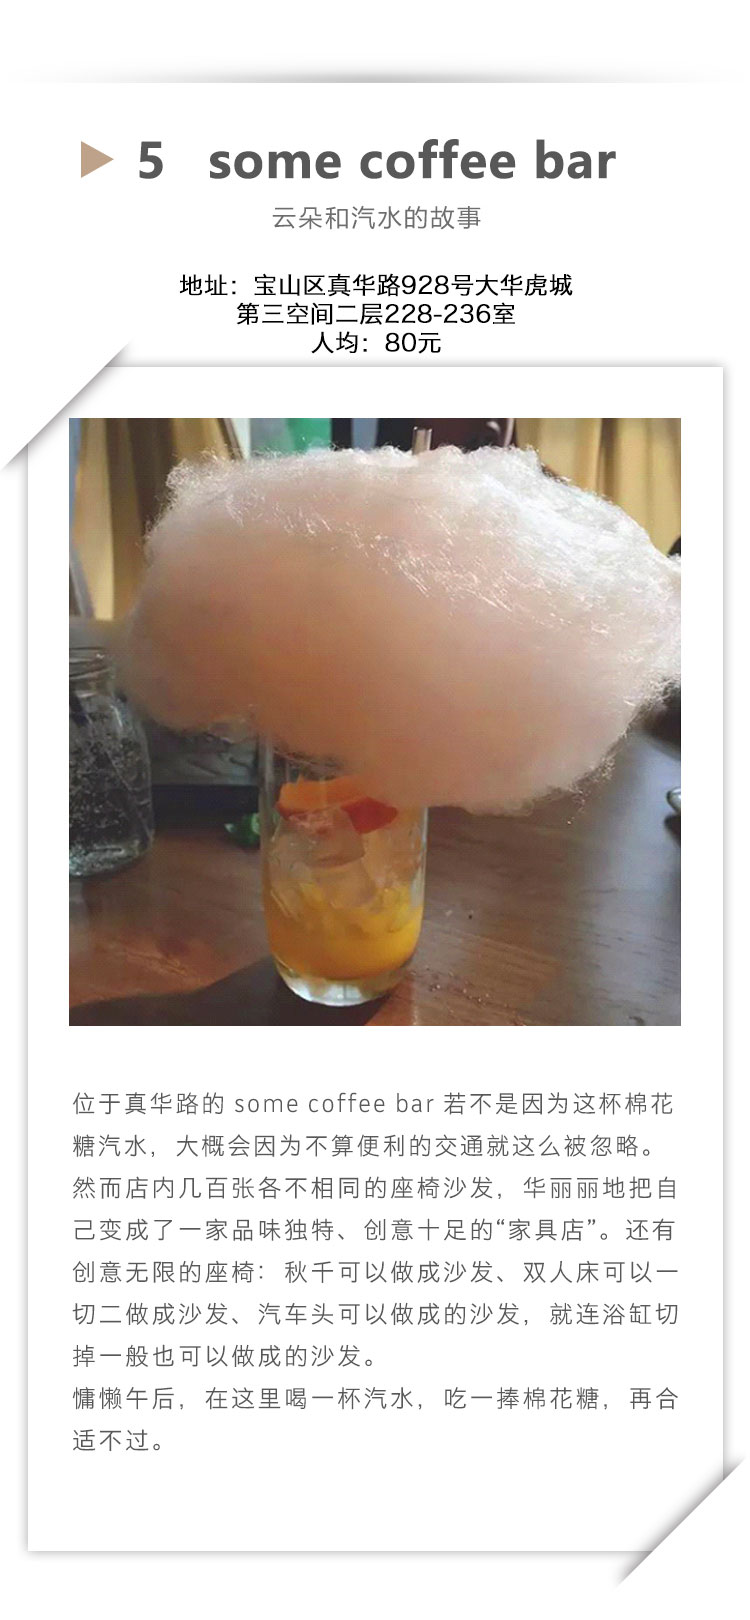 5 some coffee bar
云朵和汽水的故事
地址：宝山区真华路928号大华虎城
第三空间二层228-236室
人均：80元
位于真华路的 some coffee bar 若不是因为这杯棉花
糖汽水，大概会因为不算便利的交通就这么被忽略。
然而店内几百张各不相同的座椅沙发，华丽丽地把自
己变成了一家品味独特、创意十足的“家具店”。还有
创意无限的座椅：秋千可以做成沙发、双人床可以一
切二做成沙发、汽车头可以做成的沙发，就连浴缸切
掉一般也可以做成的沙发。
慵懒午后，在这里喝一杯汽水，吃一捧棉花糖，再合
适不过。